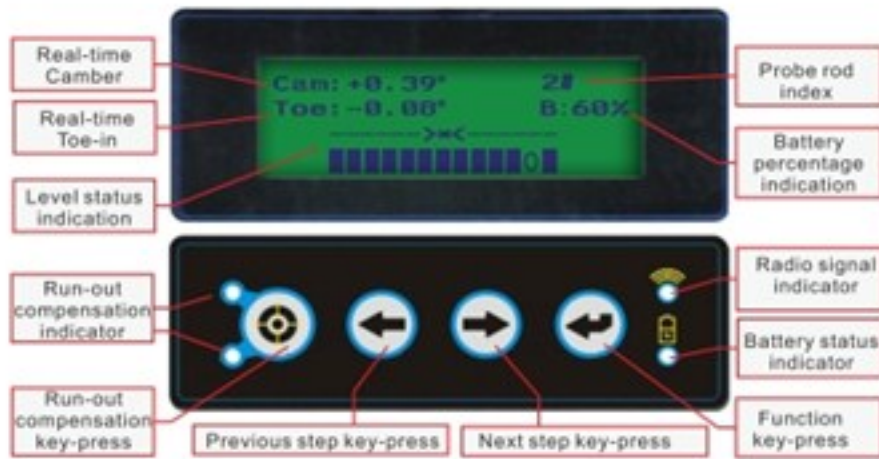 Real-time
Camber
Real-time
Toe-in
Level status
indication
Cam:+0.39° 2#
Toe:-0.08° B:60%
--------->*<---------
Probe rod
index
Battery
percentage
indication
Run-out
compensation
indicator
Run-out
compensation
key-press
Previous step key-press
Next step key-press
Radio signal
indicator
Battery status
indicator
Function
key-press